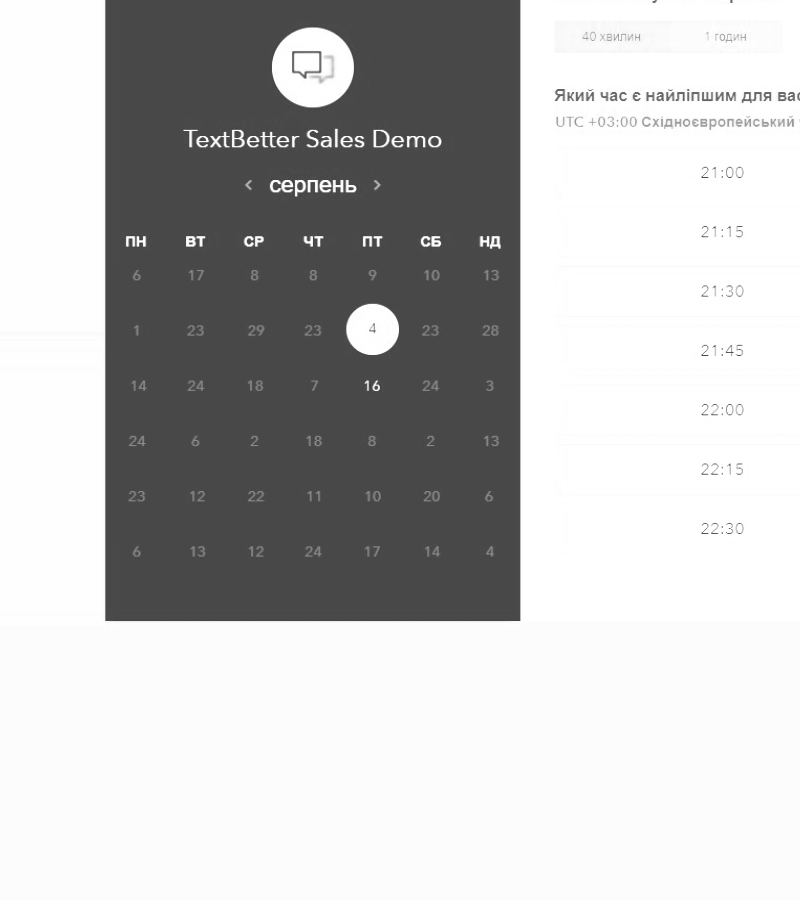 TextBetter Sales Demo
серпень
ПН ВТ СР ЧТ ПТ СБ НД
6 17 8 8 9 10 13
1 23 29 23 4 23 28
14 24 18 7 16 24 3
24 6 2 18 8 2 13
23 12 22 11 10 20 6
6 13 12 24 17 14 4
40 хвилин 1 годин
Який час є найліпшим для вас
UTC +03:00 Східноєвропейський
21:00
21:15
21:30
21:45
22:00
22:15
22:30